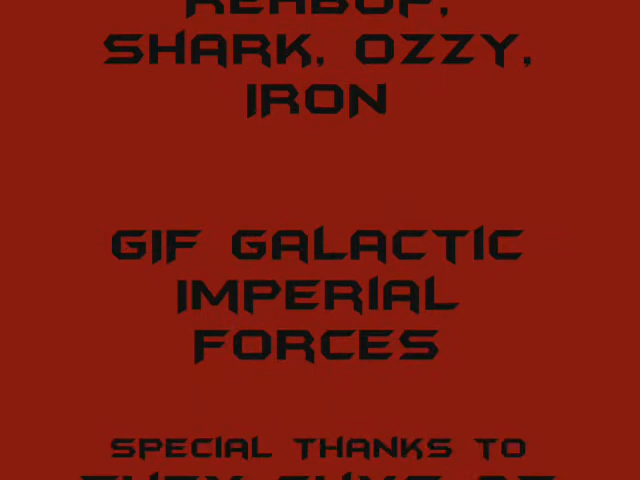 SHARK, OZZY,
IRON
GIF GALACTIC
IMPERIAL
FORCES
SPECIAL THANKS TO